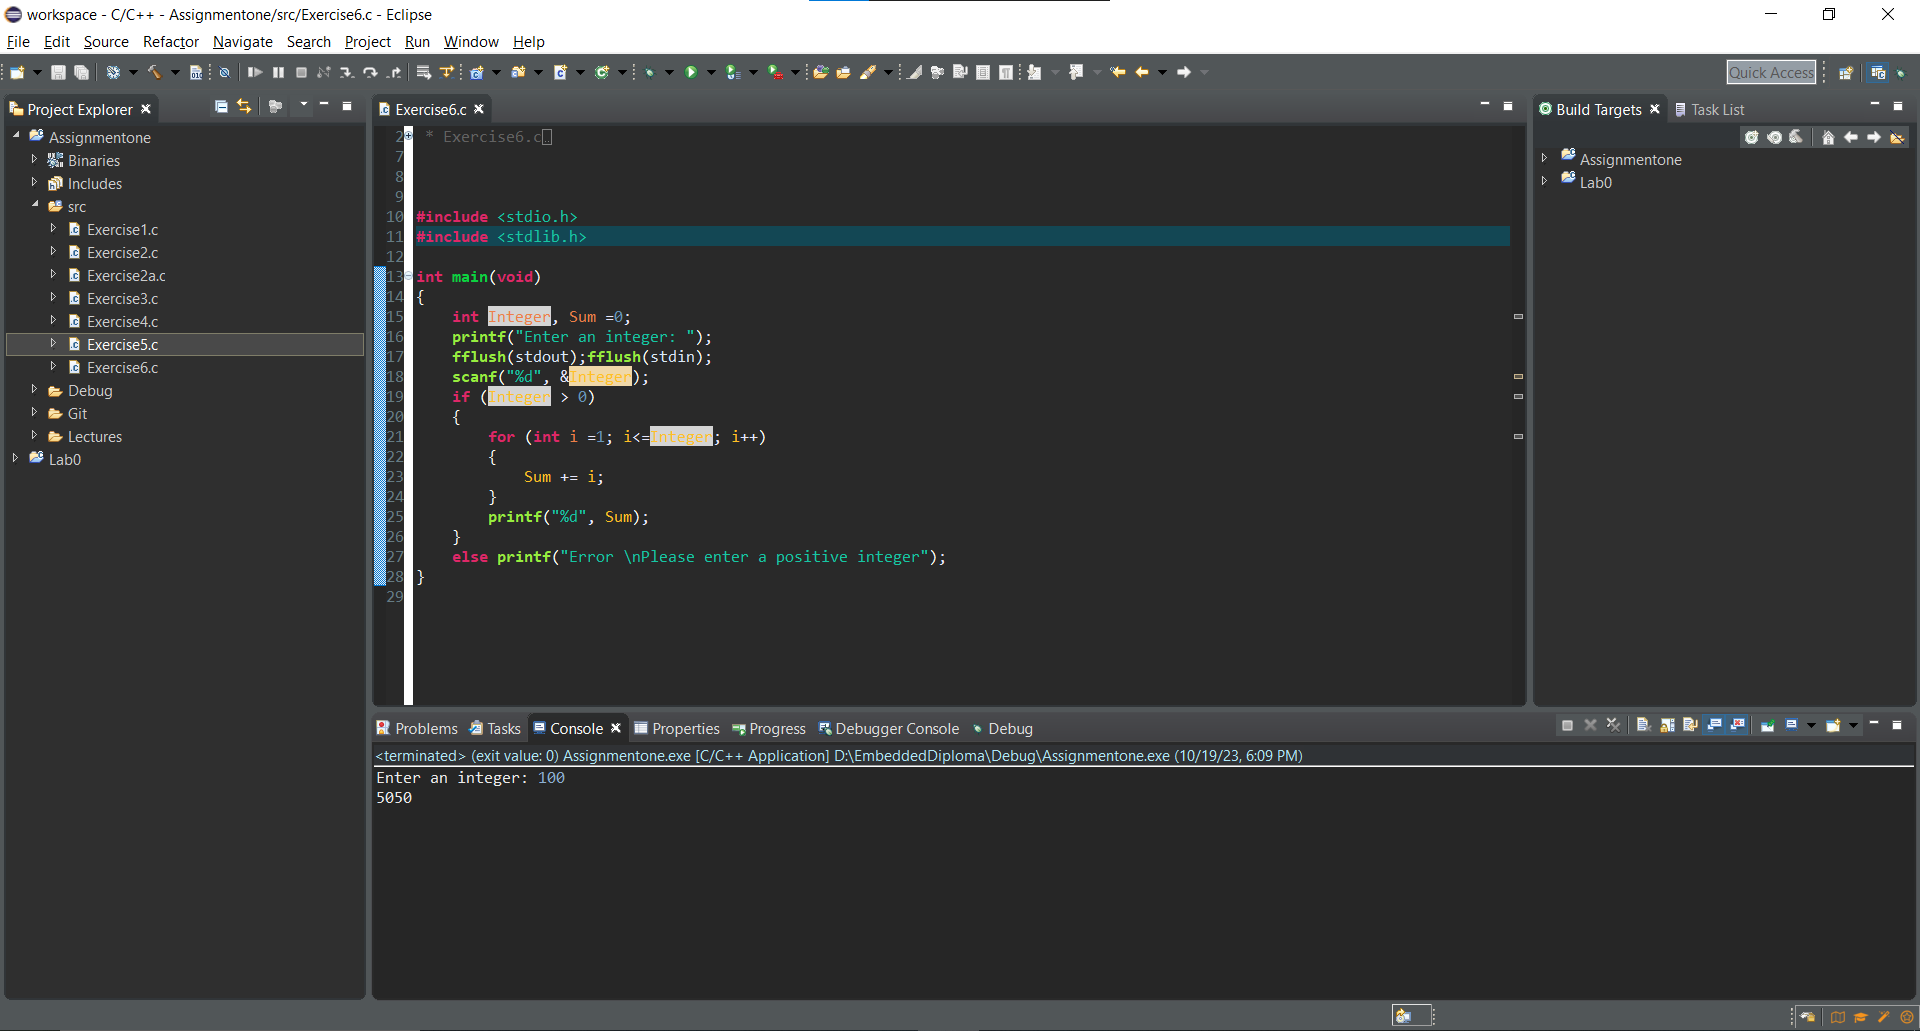 workspace - C/C++ - Assignmentone/src/Exercise6.c - Eclipse
File Edit Source Refactor Navigate Search Project Run Window Help
Quick Access
Project Explorer
Assignmentone
Binaries
Includes
src
Exercise1.c
Exercise2.c
Exercise2a.c
Exercise3.c
Exercise4.c
Exercise5.c
Exercise6.c
Debug
Git
Lectures
Lab0
Exercise6.c
2 * Exercise6.c
7
8
9
10 #include <stdio.h>
11 #include <stdlib.h>
12
13 int main(void)
14 {
15 int Integer, Sum =0;
16 printf("Enter an integer: ");
17 fflush(stdout);fflush(stdin);
18 scanf("%d", &Integer);
19 if (Integer > 0)
20 {
21 for (int i =1; i<=Integer; i++)
22 {
23 Sum += i;
24 }
25 printf("%d", Sum);
26 }
27 else printf("Error \nPlease enter a positive integer");
28 }
29
Build Targets Task List
Assignmentone
Lab0
Problems Tasks Console Properties Progress Debugger Console Debug
<terminated> (exit value: 0) Assignmentone.exe [C/C++ Application] D:\EmbeddedDiploma\Debug\Assignmentone.exe (10/19/23, 6:09 PM)
Enter an integer: 100
5050